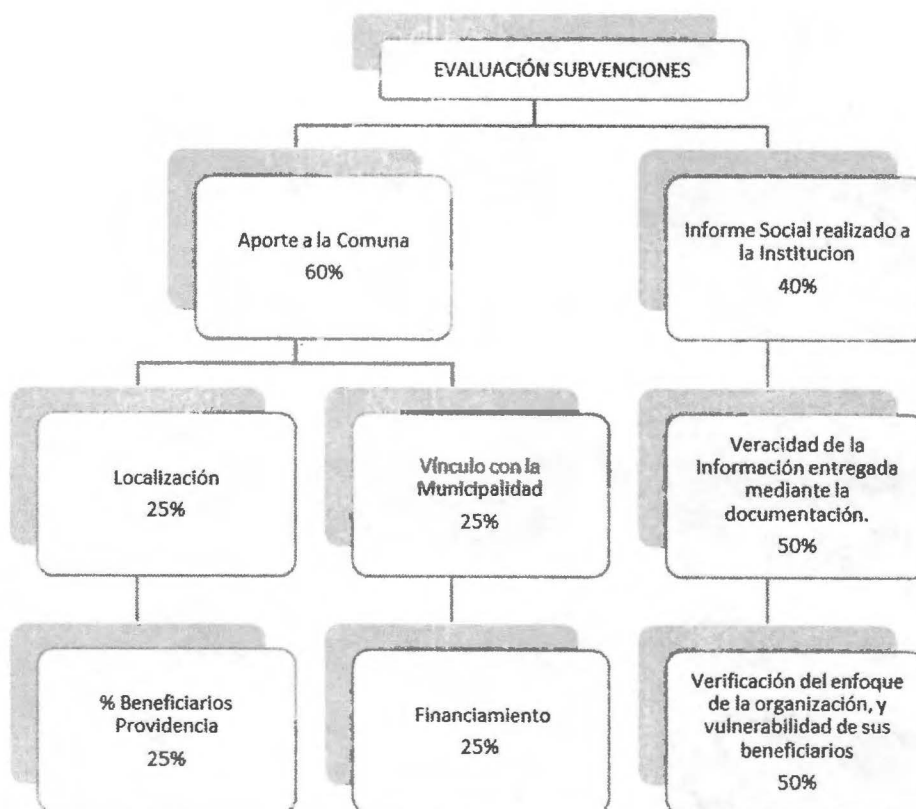 EVALUACIÓN SUBVENCIONES
Aporte a la Comuna
60%
Informe Social realizado a
la Institucion
40%
Localización
25%
Vínculo con la
Municipalidad
25%
Veracidad de la
Información entregada
mediante la
documentación.
50%
% Beneficiarios
Providencia
25%
Financiamiento
25%
Verificación del enfoque
de la organización, y
vulnerabilidad de sus
beneficiarios
50%